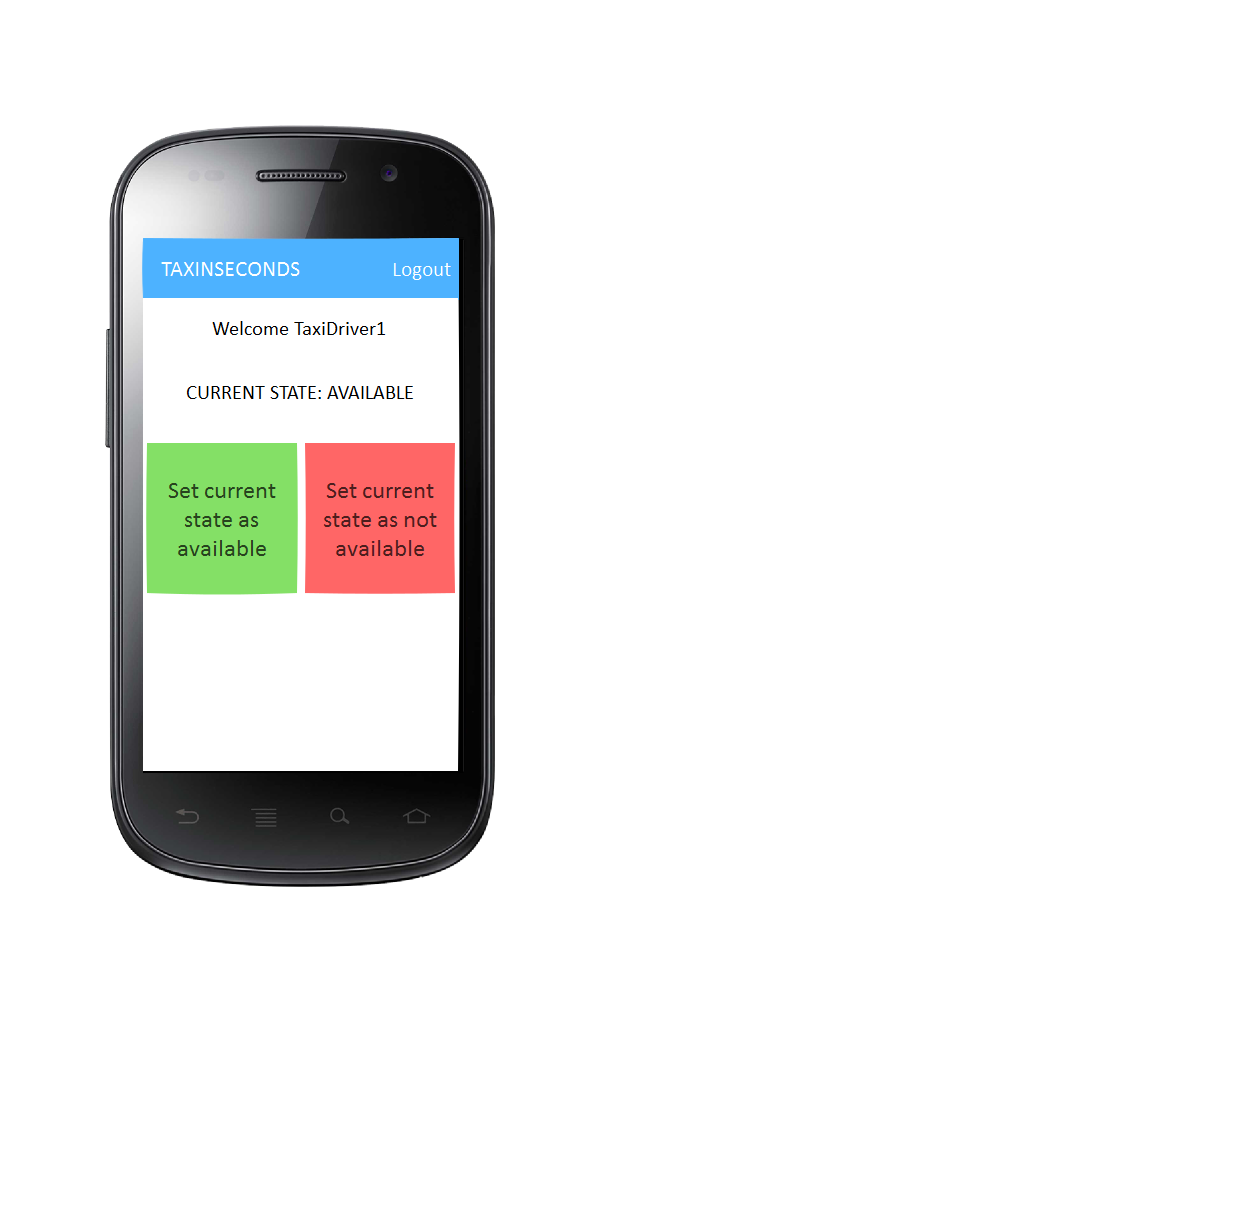 TAXINSECONDS Logout
Welcome TaxiDriver1
CURRENT STATE: AVAILABLE
Set current
state as
available
Set current
state as not
available